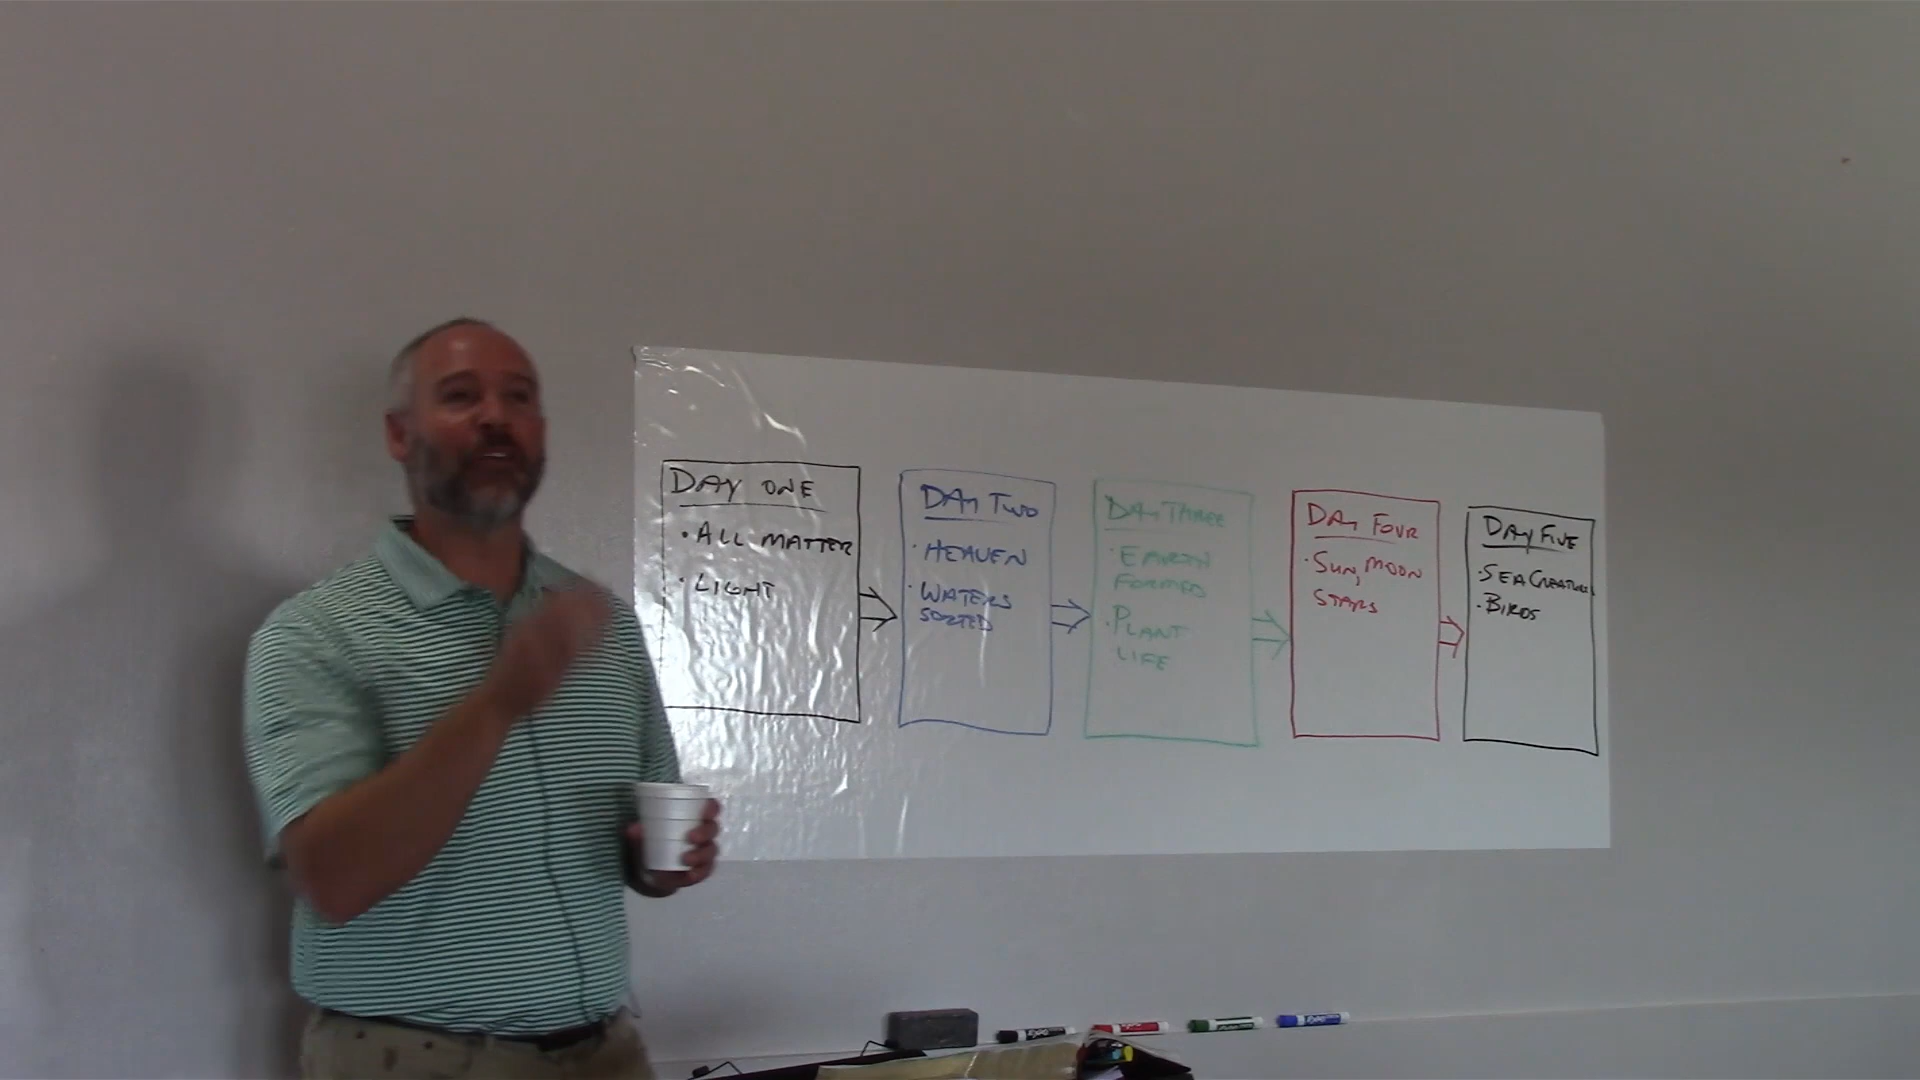 DAY ONE
• ALL MATTER
• LIGHT
DAY TWO
• HEAVEN
• WATERS
SORTED
DAY THREE
• EARTH
FORMED
• PLANT
LIFE
DAY FOUR
• SUN, MOON
STARS
DAY FIVE
• SEA CREATURES
• BIRDS
EXPO